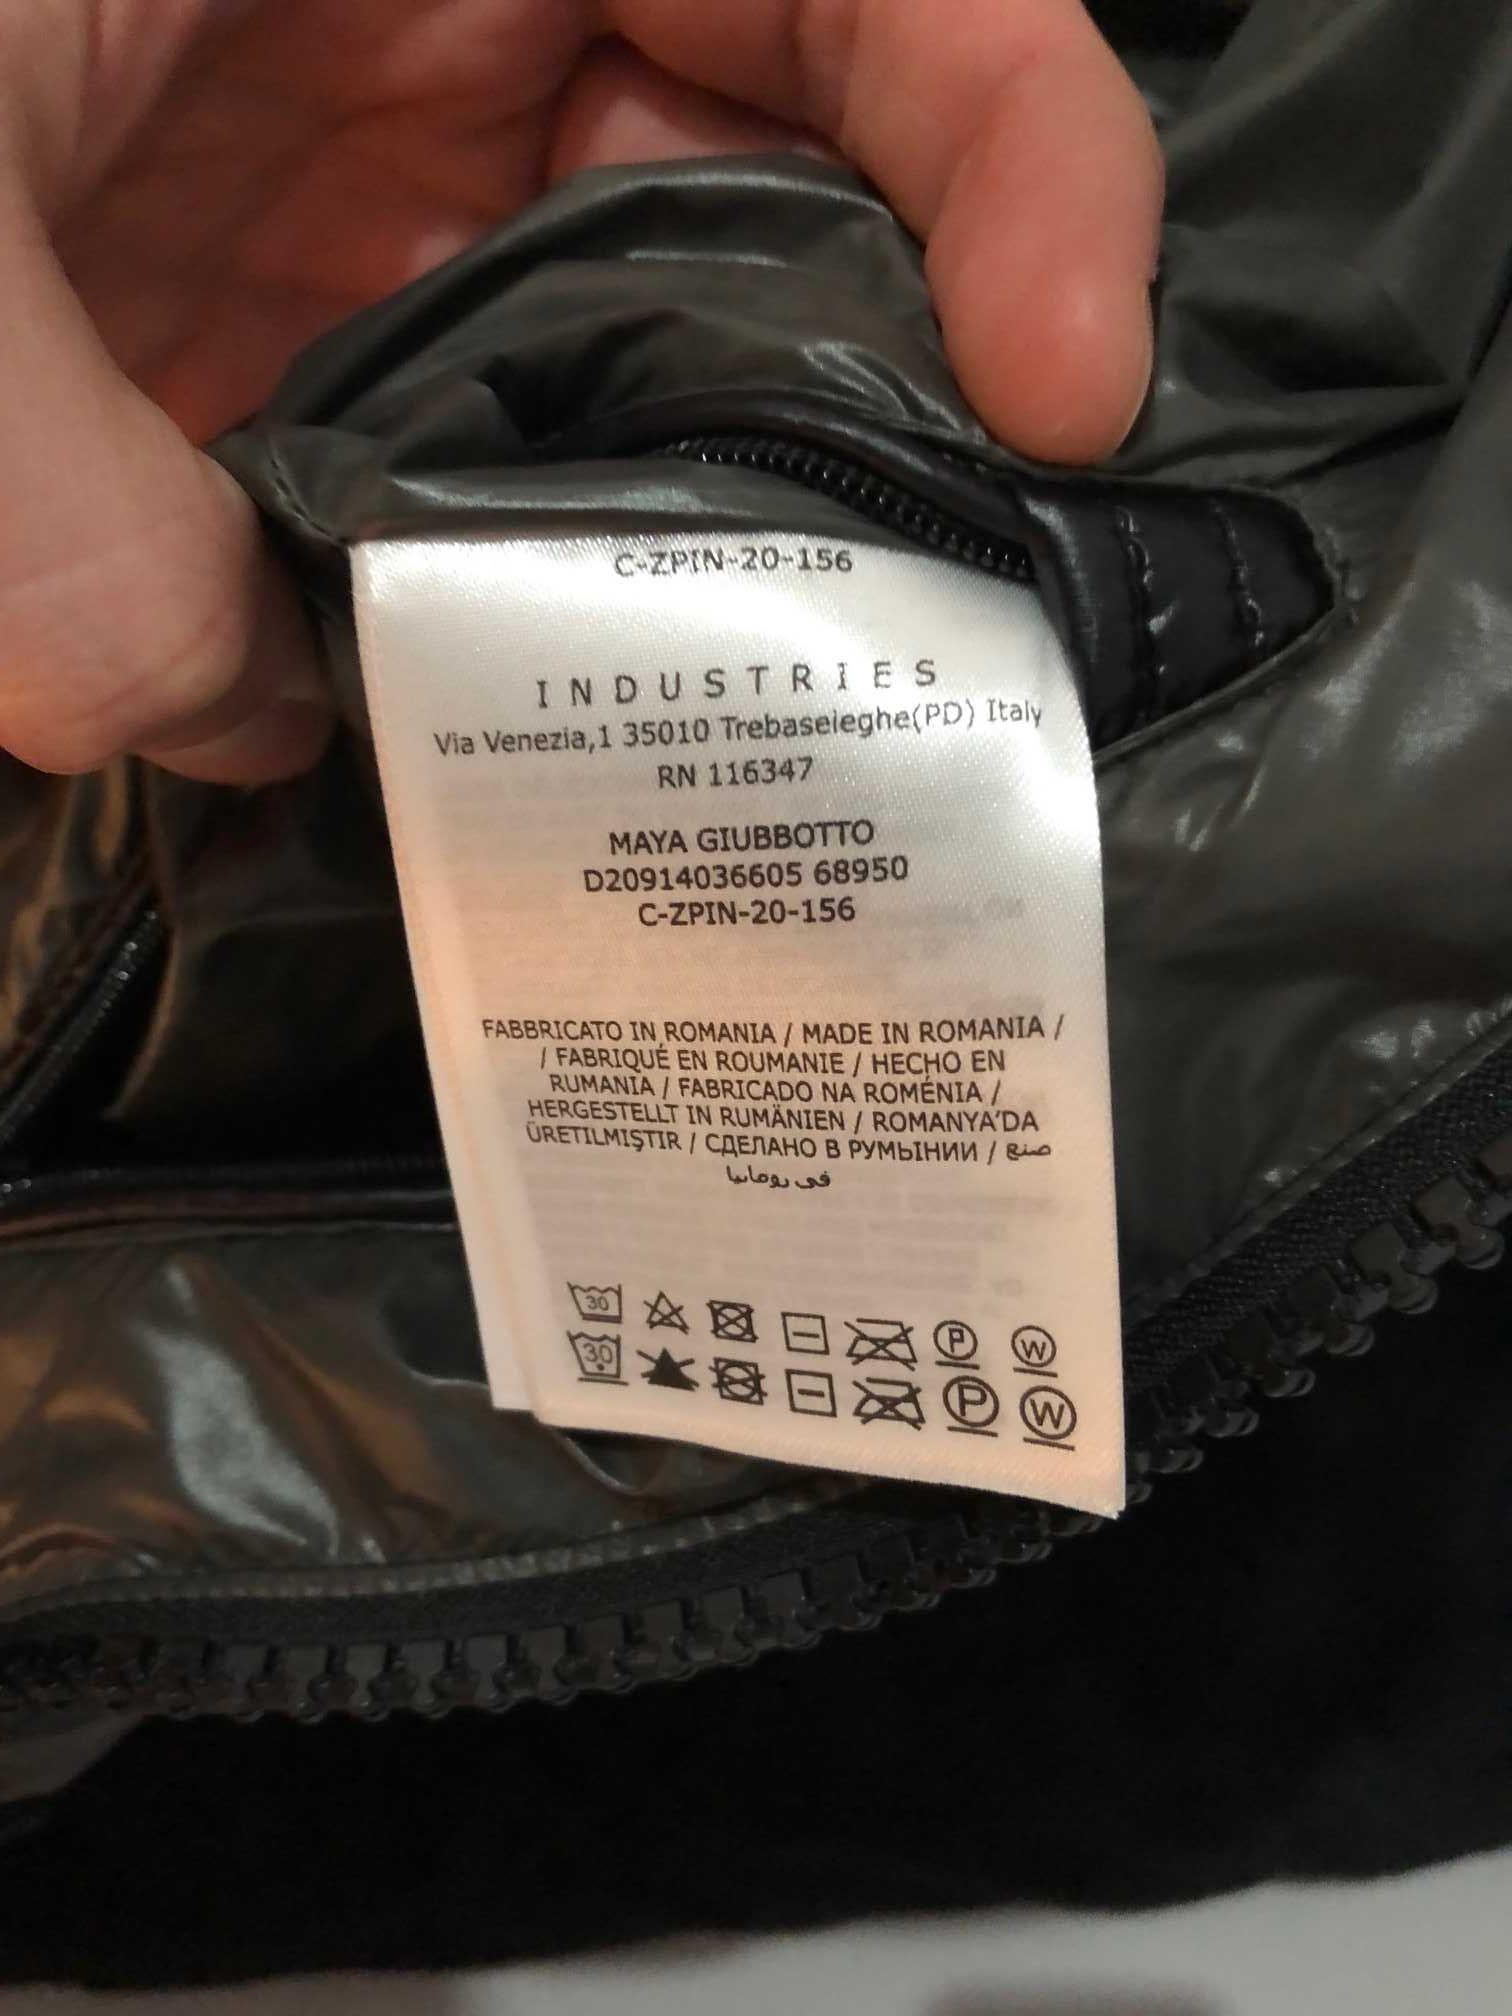 C-ZPIN-20-156
INDUSTRIES
Via Venezia,1 35010 Trebaseleghe(PD) Italy
RN 116347
MAYA GIUBBOTTO
D20914036605 68950
C-ZPIN-20-156
FABBRICATO IN ROMANIA / MADE IN ROMANIA /
/ FABRIQUÉ EN ROUMANIE / HECHO EN
RUMANIA / FABRICADO NA ROMÉNIA /
HERGESTELLT IN RUMÄNIEN / ROMANYA'DA
ÜRETILMIŞTIR / СДЕЛАНО В РУМЫНИИ / صنع
في رومانيا
30 P W
30 P W